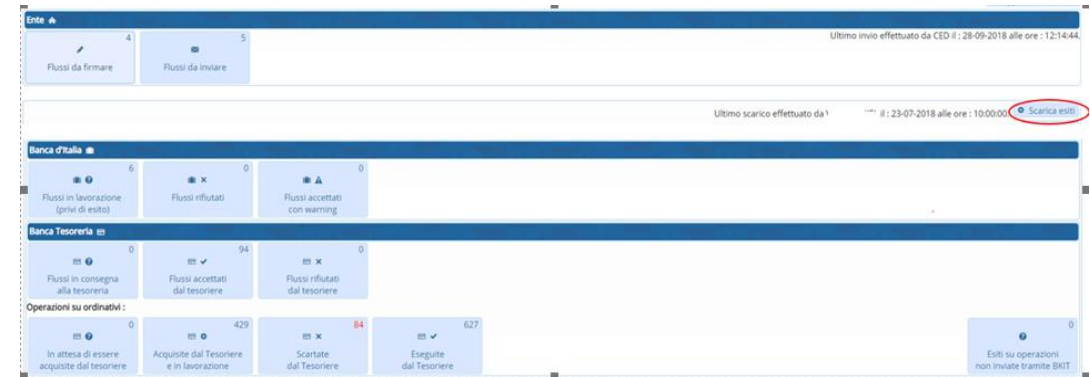 Ente
4
Flussi da firmare
5
Flussi da inviare
Ultimo invio effettuato da CED il : 28-09-2018 alle ore : 12:14:44.
Ultimo scarico effettuato da il : 23-07-2018 alle ore : 10:00:00.
Scarica esiti
Banca d'Italia
6
Flussi in lavorazione
(privi di esito)
0
Flussi rifiutati
0
Flussi accettati
con warning
Banca Tesoreria
0
Flussi in consegna
alla tesoreria
94
Flussi accettati
dal tesoriere
0
Flussi rifiutati
dal tesoriere
Operazioni su ordinativi :
0
In attesa di essere
acquisite dal tesoriere
429
Acquisite dal Tesoriere
e in lavorazione
84
Scartate
dal Tesoriere
627
Eseguite
dal Tesoriere
0
Esiti su operazioni
non inviate tramite BKIT